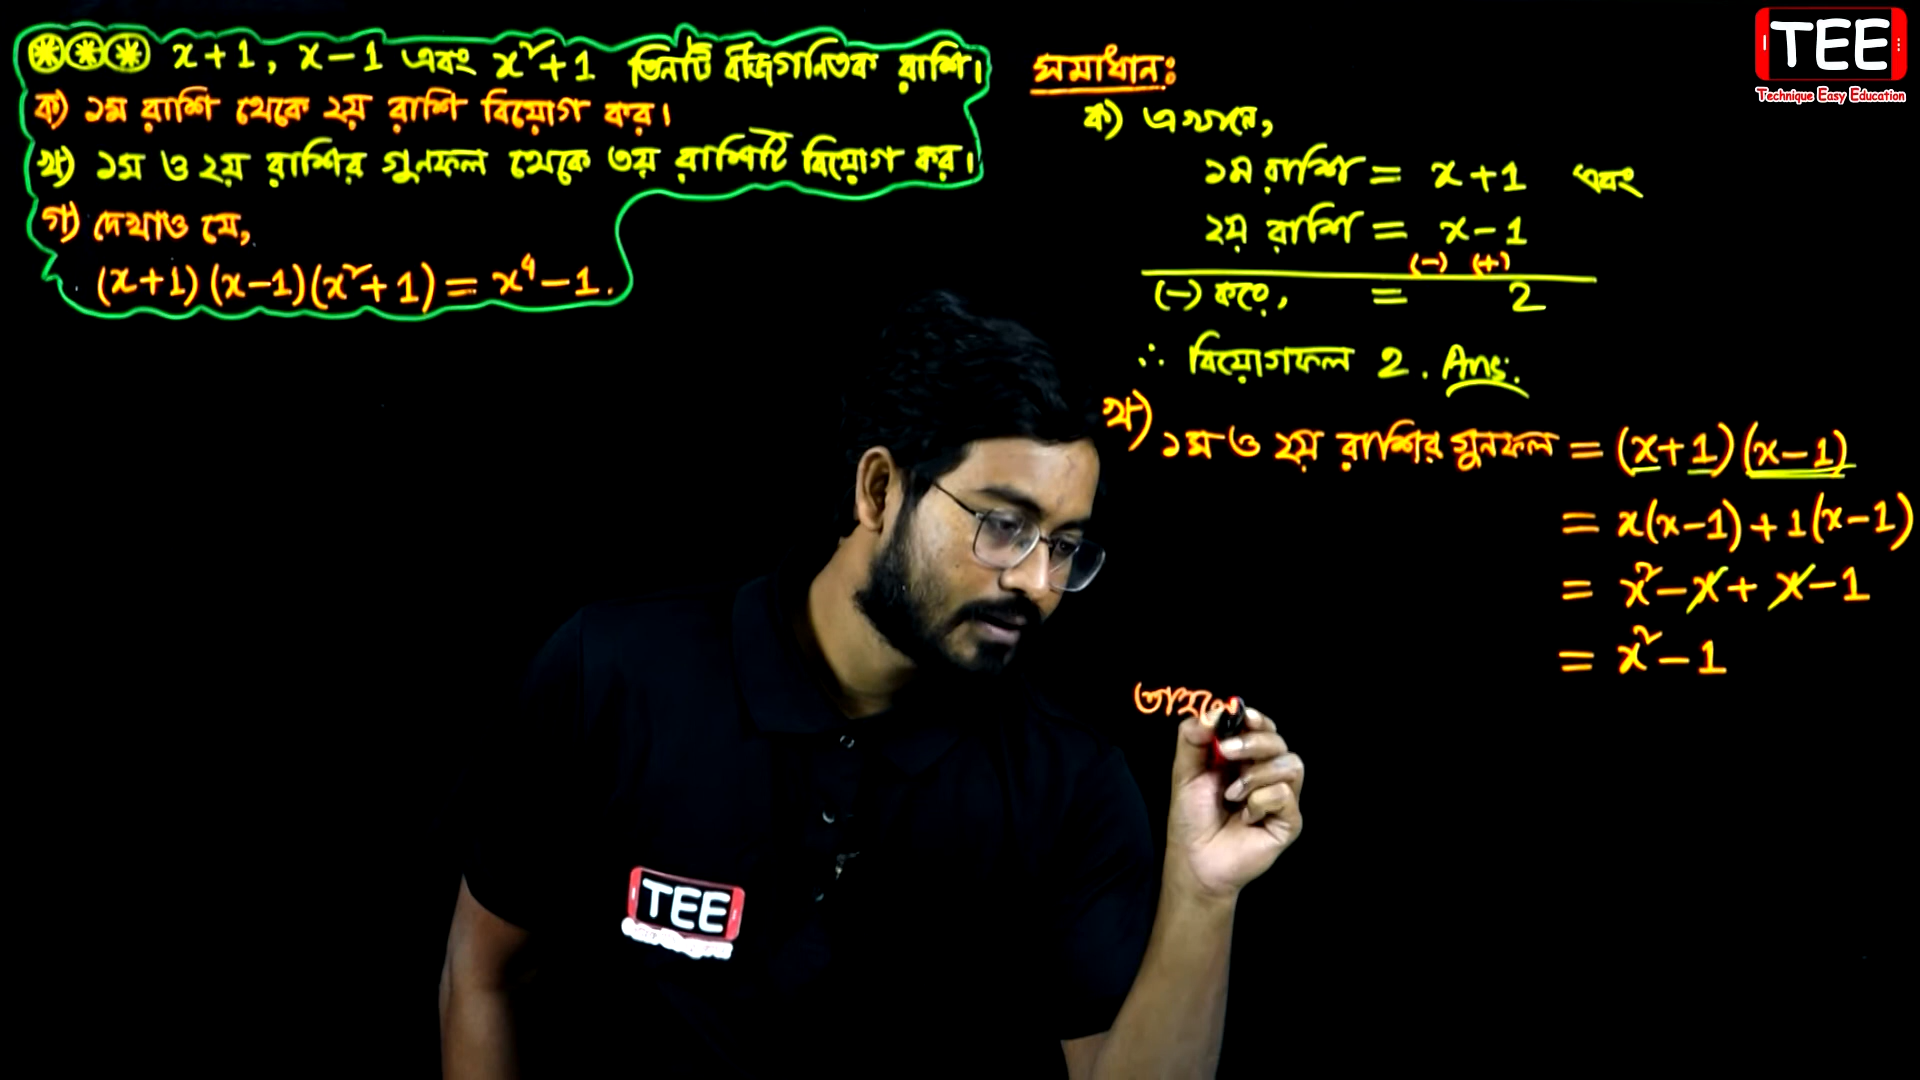 x+1, x-1 এবং x²+1 তিনটি বীজগণিতিক রাশি।
ক) ১ম রাশি থেকে ২য় রাশি বিয়োগ কর।
খ) ১ম ও ২য় রাশির গুনফল থেকে ৩য় রাশিটি বিয়োগ কর।
গ) দেখাও যে,
(x+1)(x-1)(x²+1) = x⁴-1.
সমাধান:
ক) এখানে,
১ম রাশি = x+1 এবং
২য় রাশি = x-1
(-) (+)
(-) করে, = 2
∴ বিয়োগফল 2. Ans:
খ) ১ম ও ২য় রাশির গুনফল = (x+1)(x-1)
= x(x-1)+1(x-1)
= x²-x+x-1
= x²-1
তাহলে
TEE
Technique Easy Education
TEE